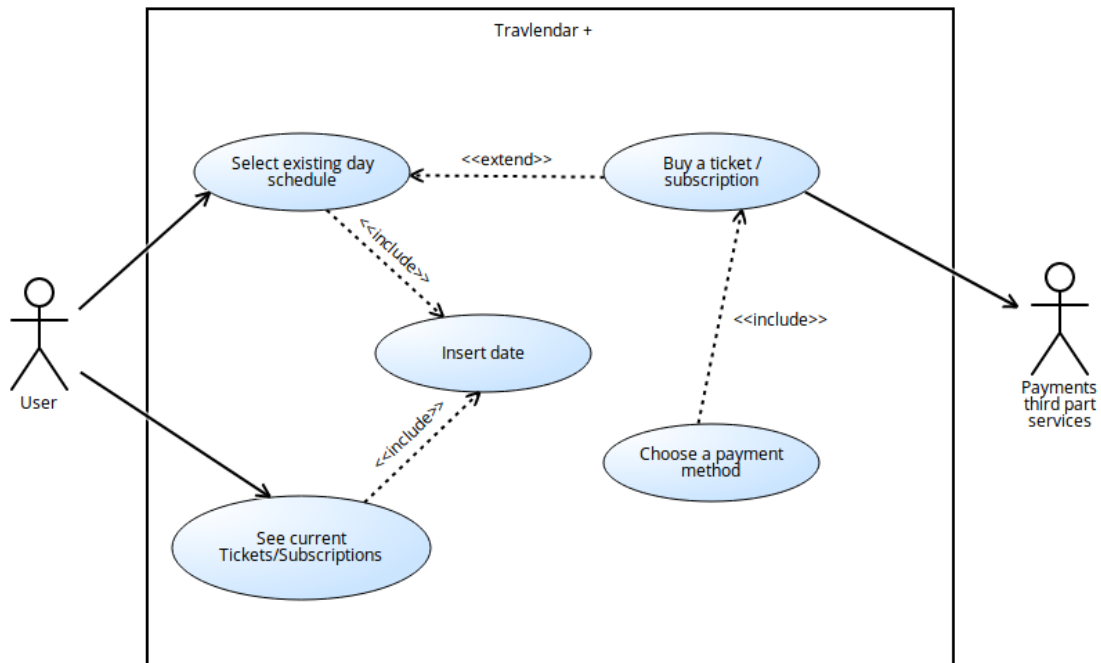 Travlendar +
Select existing day
schedule
<<extend>>
Buy a ticket /
subscription
<<include>>
<<include>>
Insert date
User
Payments
third part
services
<<include>>
Choose a payment
method
See current
Tickets/Subscriptions